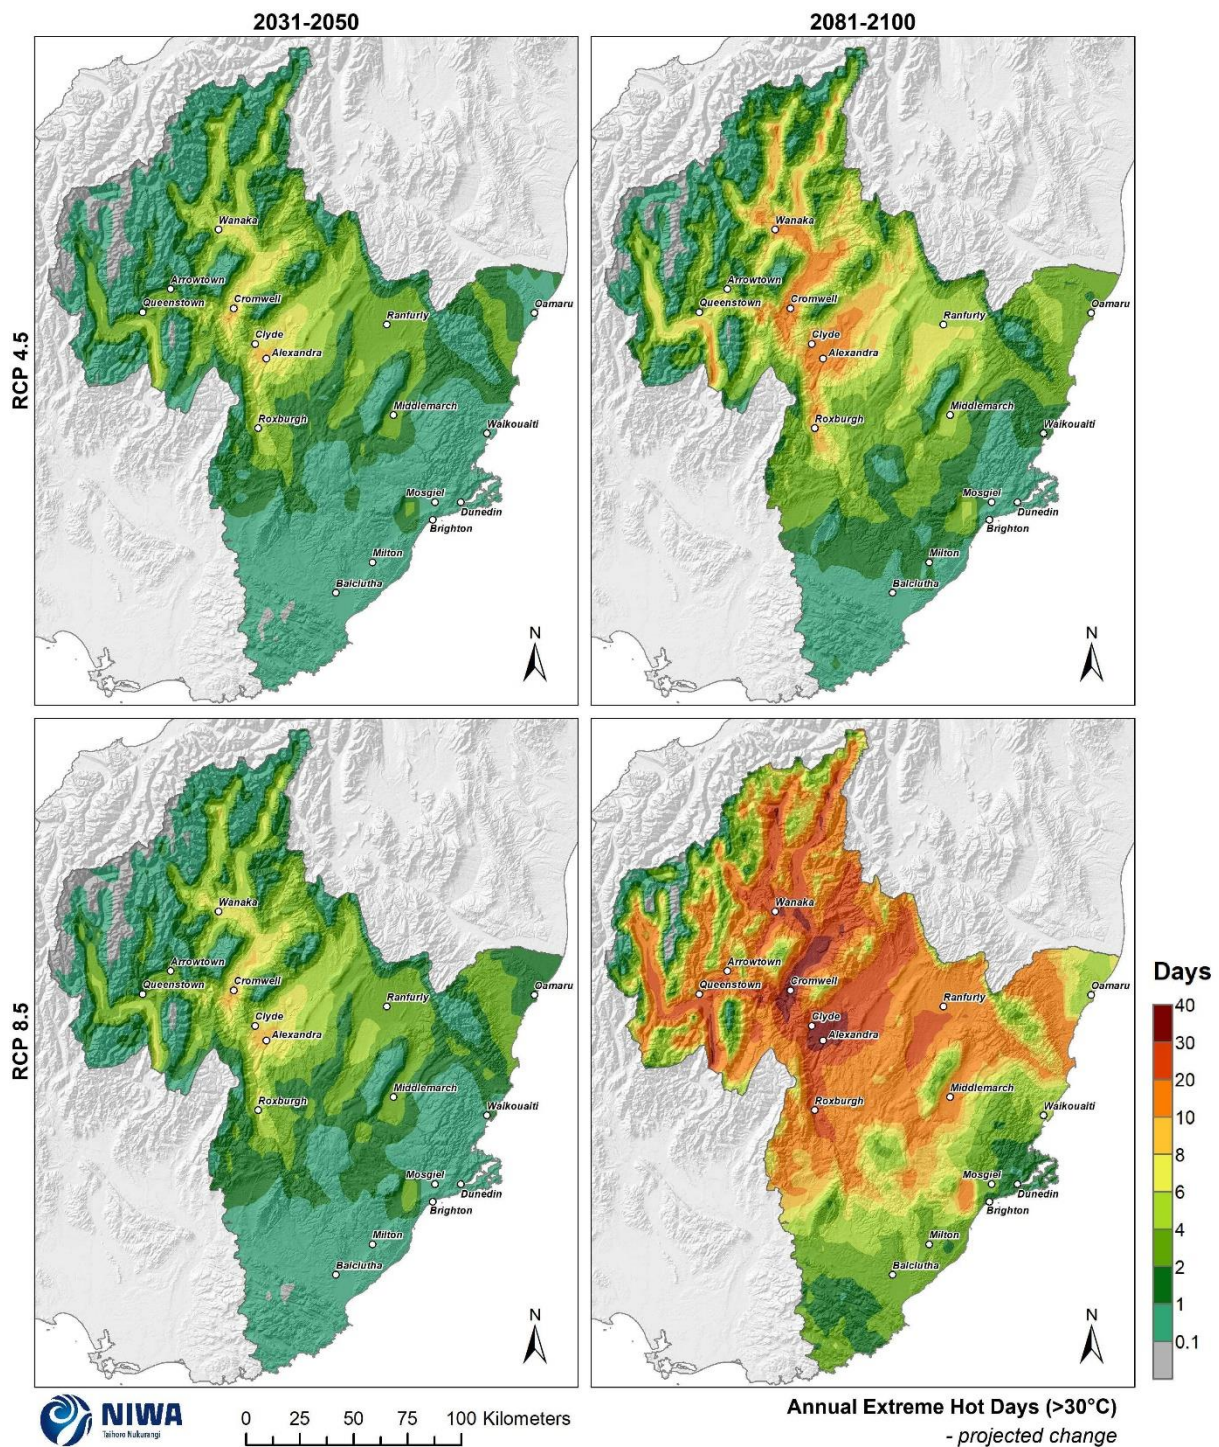 2031-2050
2081-2100
RCP 4.5
Wanaka
Arrowtown
Queenstown
Cromwell
Clyde
Alexandra
Ranfurly
Oamaru
Roxburgh
Middlemarch
Waikouaiti
Mosgiel
Dunedin
Brighton
Milton
Balclutha
N
Wanaka
Arrowtown
Queenstown
Cromwell
Clyde
Alexandra
Ranfurly
Oamaru
Roxburgh
Middlemarch
Waikouaiti
Mosgiel
Dunedin
Brighton
Milton
Balclutha
N
RCP 8.5
Wanaka
Arrowtown
Queenstown
Cromwell
Clyde
Alexandra
Ranfurly
Oamaru
Roxburgh
Middlemarch
Waikouaiti
Mosgiel
Dunedin
Brighton
Milton
Balclutha
N
Wanaka
Arrowtown
Queenstown
Cromwell
Clyde
Alexandra
Ranfurly
Oamaru
Roxburgh
Middlemarch
Waikouaiti
Mosgiel
Dunedin
Brighton
Milton
Balclutha
N
Days
40
30
20
10
8
6
4
2
1
0.1
NIWA
Taihoro Nukurangi
0 25 50 75 100 Kilometers
Annual Extreme Hot Days (>30°C)
- projected change